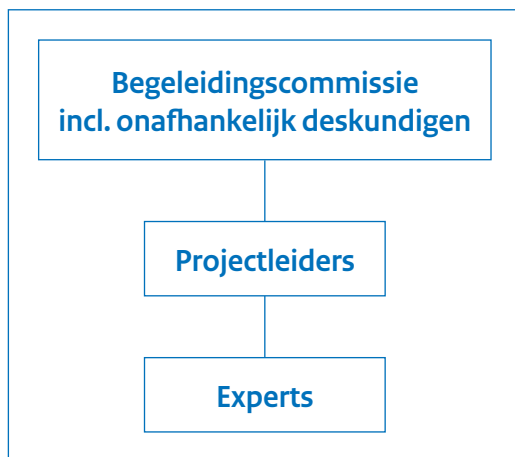 Begeleidingscommissie
incl. onafhankelijk deskundigen
Projectleiders
Experts